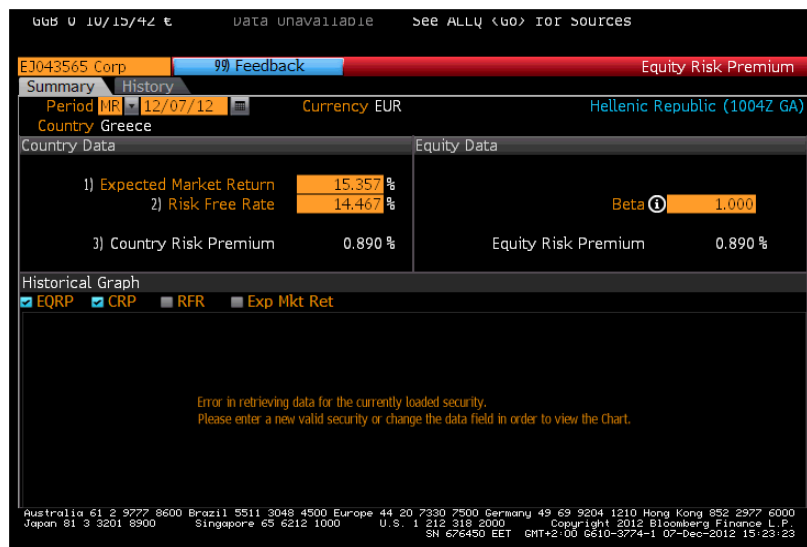 GGB 0 10/15/42 € Data Unavailable See ALLQ <Go> for Sources
EJ043565 Corp 99) Feedback Equity Risk Premium
Summary History
Period MR 12/07/12 Currency EUR Hellenic Republic (1004Z GA)
Country Greece
Country Data Equity Data
1) Expected Market Return 15.357 %
2) Risk Free Rate 14.467 % Beta 1.000
3) Country Risk Premium 0.890 % Equity Risk Premium 0.890 %
Historical Graph
EQRP CRP RFR Exp Mkt Ret
Error in retrieving data for the currently loaded security.
Please enter a new valid security or change the data field in order to view the Chart.
Australia 61 2 9777 8600 Brazil 5511 3048 4500 Europe 44 20 7330 7500 Germany 49 69 9204 1210 Hong Kong 852 2977 6000
Japan 81 3 3201 8900 Singapore 65 6212 1000 U.S. 1 212 318 2000 Copyright 2012 Bloomberg Finance L.P.
SN 676450 EET GMT+2:00 G610-3774-1 07-Dec-2012 15:23:23